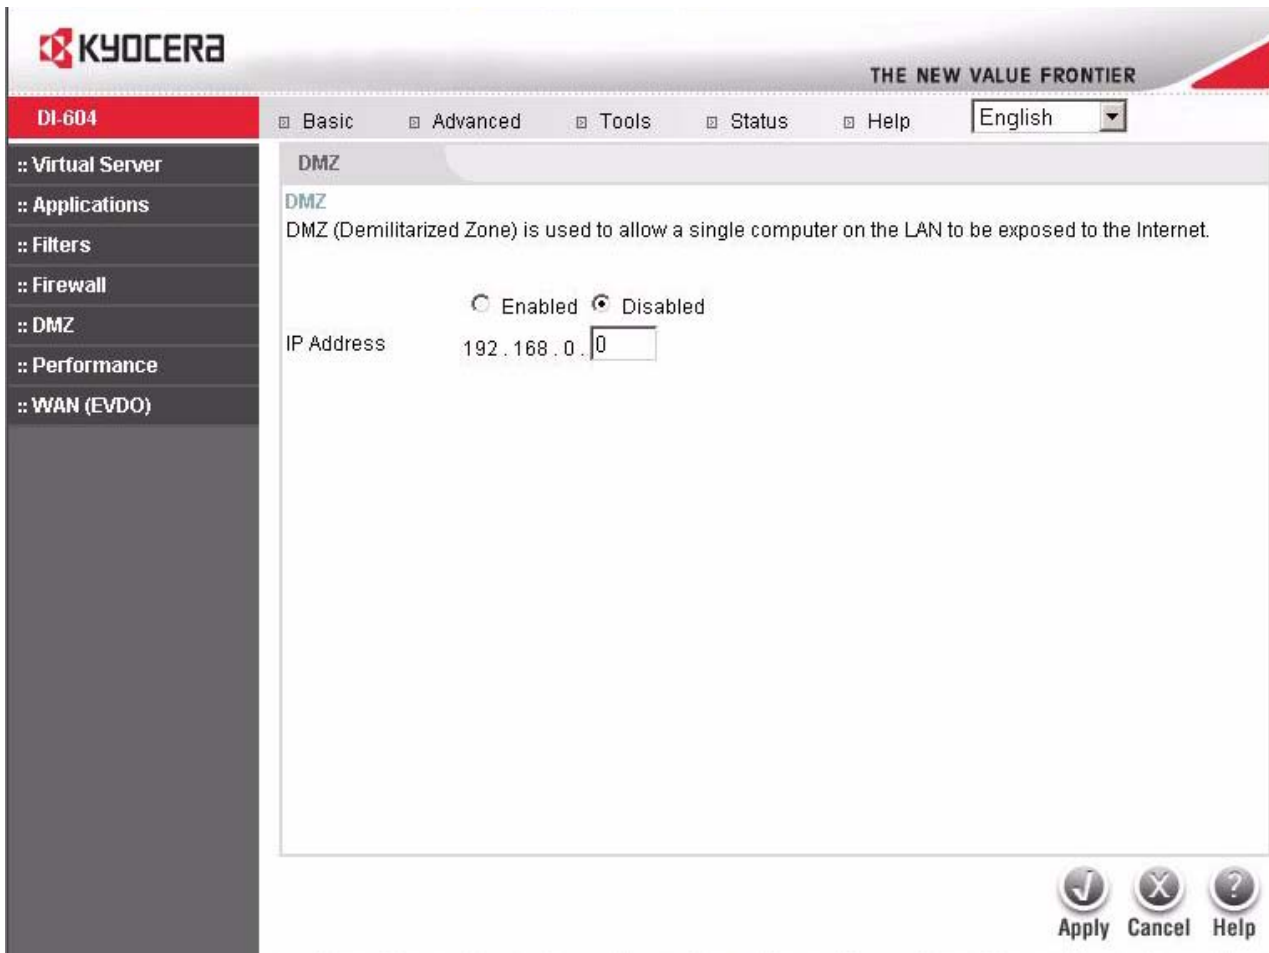 KYOCERA
THE NEW VALUE FRONTIER
DI-604
Basic Advanced Tools Status Help English
:: Virtual Server
:: Applications
:: Filters
:: Firewall
:: DMZ
:: Performance
:: WAN (EVDO)
DMZ
DMZ
DMZ (Demilitarized Zone) is used to allow a single computer on the LAN to be exposed to the Internet.
Enabled Disabled
IP Address 192.168.0.0
Apply Cancel Help